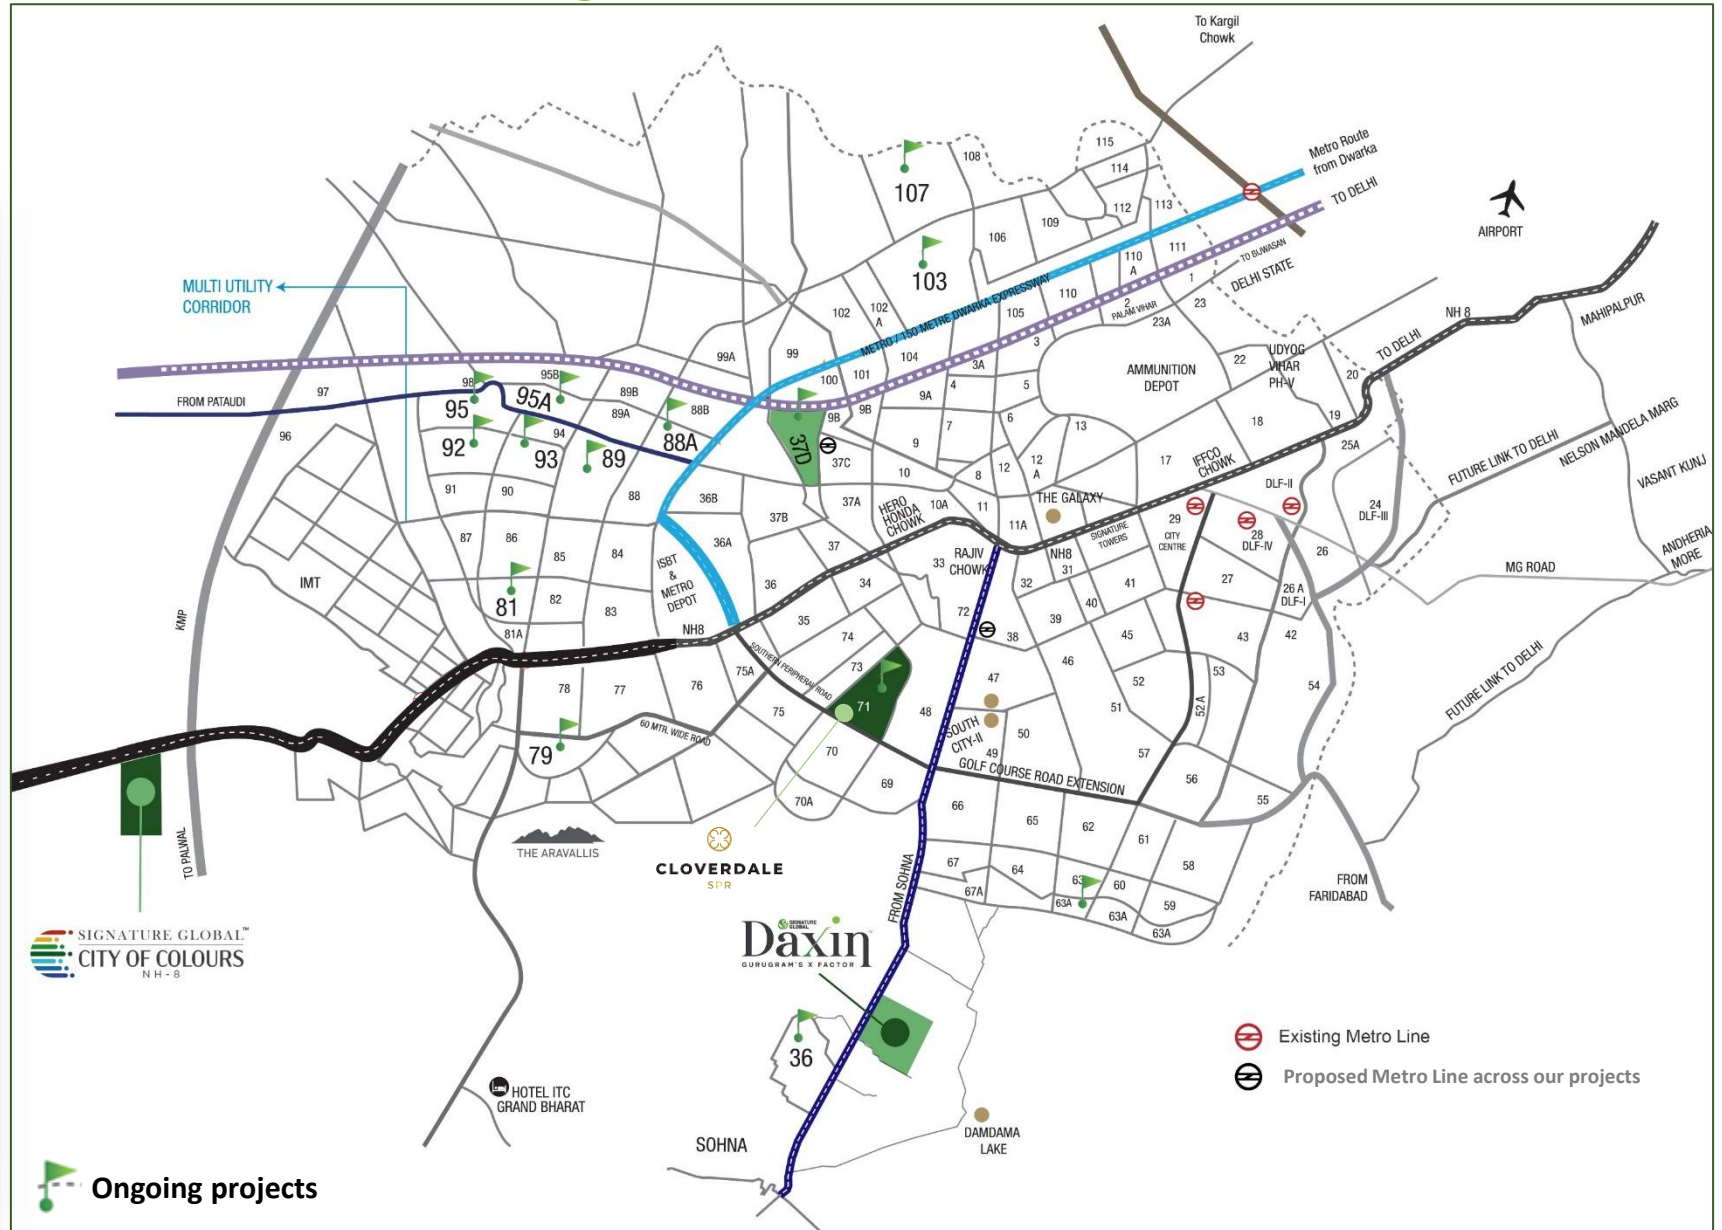 To Kargil
Chowk
Metro Route
from Dwarka
TO DELHI
AIRPORT
115
114
113
112
111
110
A
110
109
108
107
106
103
105
102
102
A
104
101
100
99
99A
METRO / 150 METRE DWARKA EXPRESSWAY
TO BIJWASAN
DELHI STATE
1
2
PALAM VIHAR
23
23A
3
3A
4
5
6
7
9A
9B
9B
9
8
10
10A
11
11A
12
12
A
13
AMMUNITION
DEPOT
22
UDYOG
VIHAR
PH-V
20
19
18
17
TO DELHI
NH 8
MAHIPALPUR
NELSON MANDELA MARG
VASANT KUNJ
ANDHERIA
MORE
FUTURE LINK TO DELHI
MG ROAD
FUTURE LINK TO DELHI
MULTI UTILITY
CORRIDOR
FROM PATAUDI
97
96
98
95
95A
95B
92
93
94
89
89A
89B
88A
88B
88
91
90
87
86
85
84
81
82
83
81A
IMT
KMP
TO PALWAL
37D
37C
37A
37B
37
36B
36A
36
35
34
33
HERO
HONDA
CHOWK
ISBT
&
METRO
DEPOT
NH8
RAJIV
CHOWK
THE GALAXY
NH8
31
32
SIGNATURE
TOWERS
IFFCO
CHOWK
29
CITY
CENTRE
DLF-II
28
DLF-IV
25A
24
DLF-III
26
26 A
DLF-I
27
41
40
39
38
72
42
43
45
46
47
48
SOUTH
CITY-II
49
50
51
52
52 A
53
54
55
56
57
GOLF COURSE ROAD EXTENSION
SOUTHERN PERIPHERAL ROAD
60 MTR. WIDE ROAD
75A
75
76
77
78
79
74
73
71
70
70A
69
66
65
62
61
58
67
67A
64
63
63A
60
63A
59
63A
FROM SOHNA
FROM
FARIDABAD
THE ARAVALLIS
CLOVERDALE
SPR
SIGNATURE
GLOBAL
Daxin
™
GURUGRAM'S X FACTOR
SIGNATURE GLOBAL™
CITY OF COLOURS
NH-8
36
HOTEL ITC
GRAND BHARAT
SOHNA
DAMDAMA
LAKE
Existing Metro Line
Proposed Metro Line across our projects
Ongoing projects